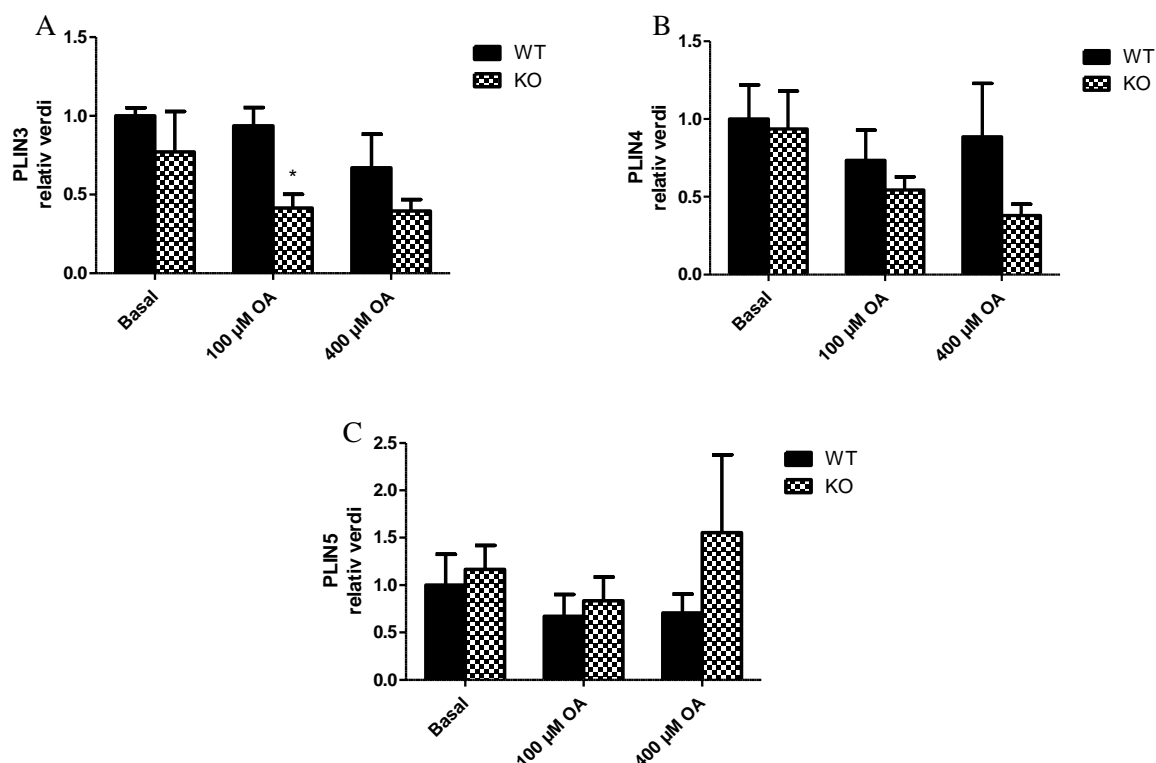 A
1.5
1.0
0.5
0.0
PLIN3
relativ verdi
*
Basal
100 µM OA
400 µM OA
WT
KO
B
1.5
1.0
0.5
0.0
PLIN4
relativ verdi
Basal
100 µM OA
400 µM OA
WT
KO
C
2.5
2.0
1.5
1.0
0.5
0.0
PLIN5
relativ verdi
Basal
100 µM OA
400 µM OA
WT
KO